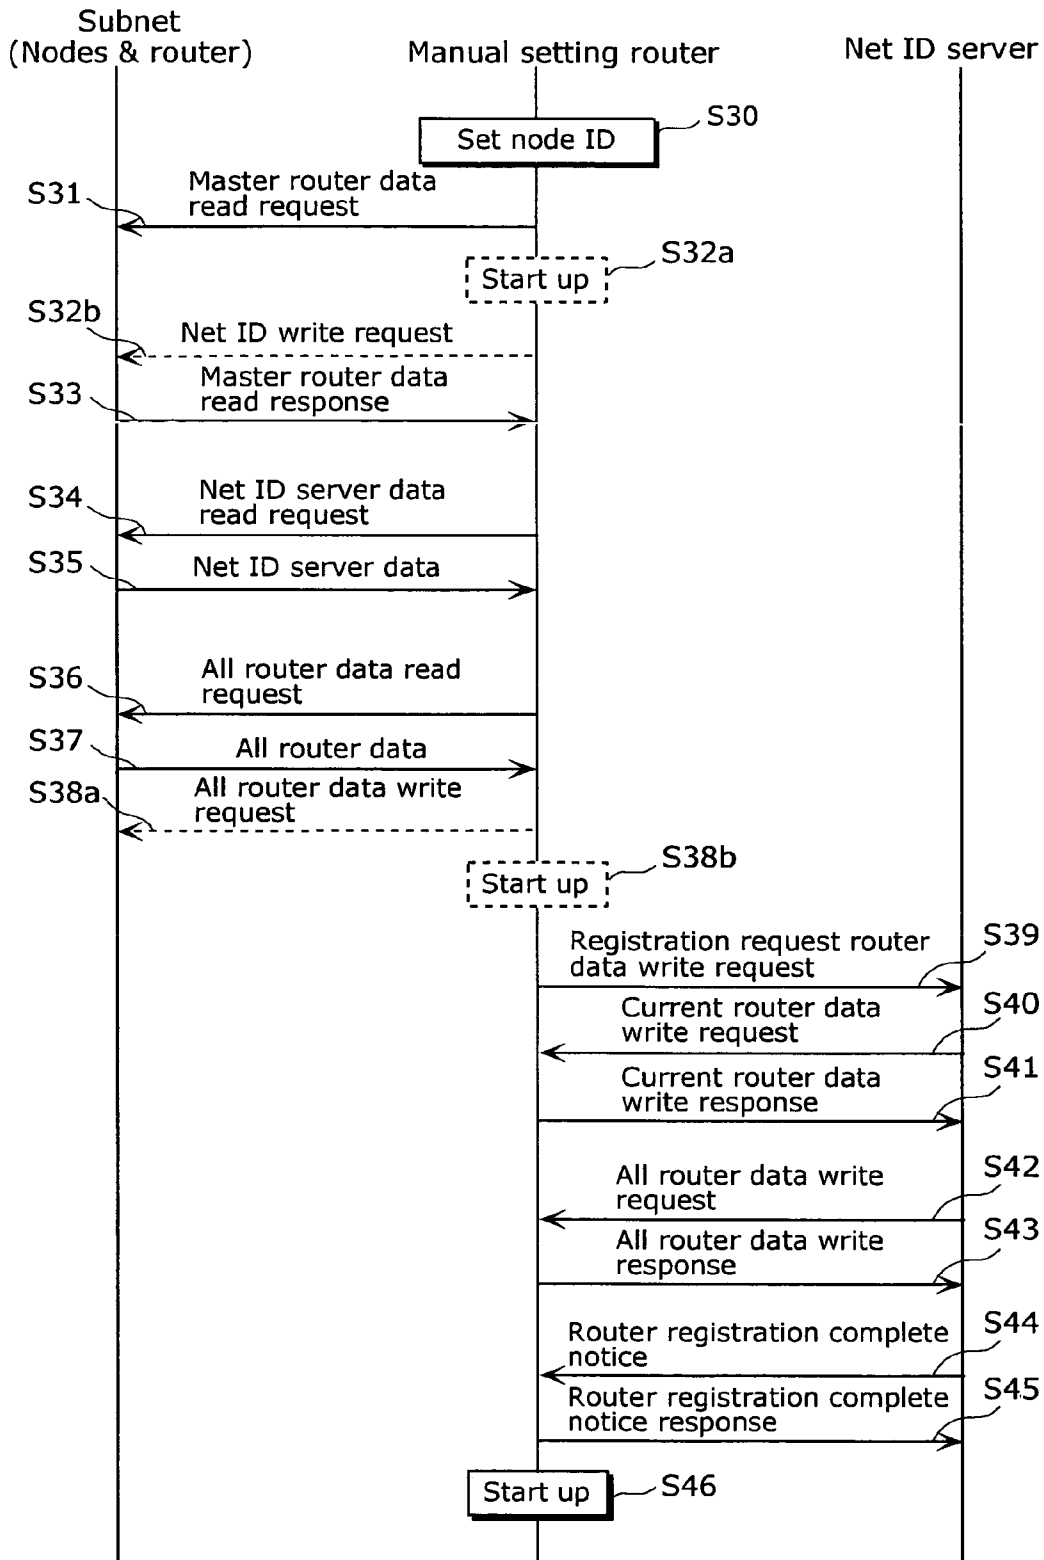 Subnet
(Nodes & router)
Manual setting router
Net ID server
Set node ID
S30
Master router data
read request
S31
Start up
S32a
S32b
Net ID write request
Master router data
read response
S33
Net ID server data
read request
S34
S35
Net ID server data
All router data read
request
S36
S37
All router data
S38a
All router data write
request
Start up
S38b
Registration request router
data write request
S39
Current router data
write request
S40
Current router data
write response
S41
All router data write
request
S42
All router data write
response
S43
Router registration complete
notice
S44
Router registration complete
notice response
S45
Start up
S46